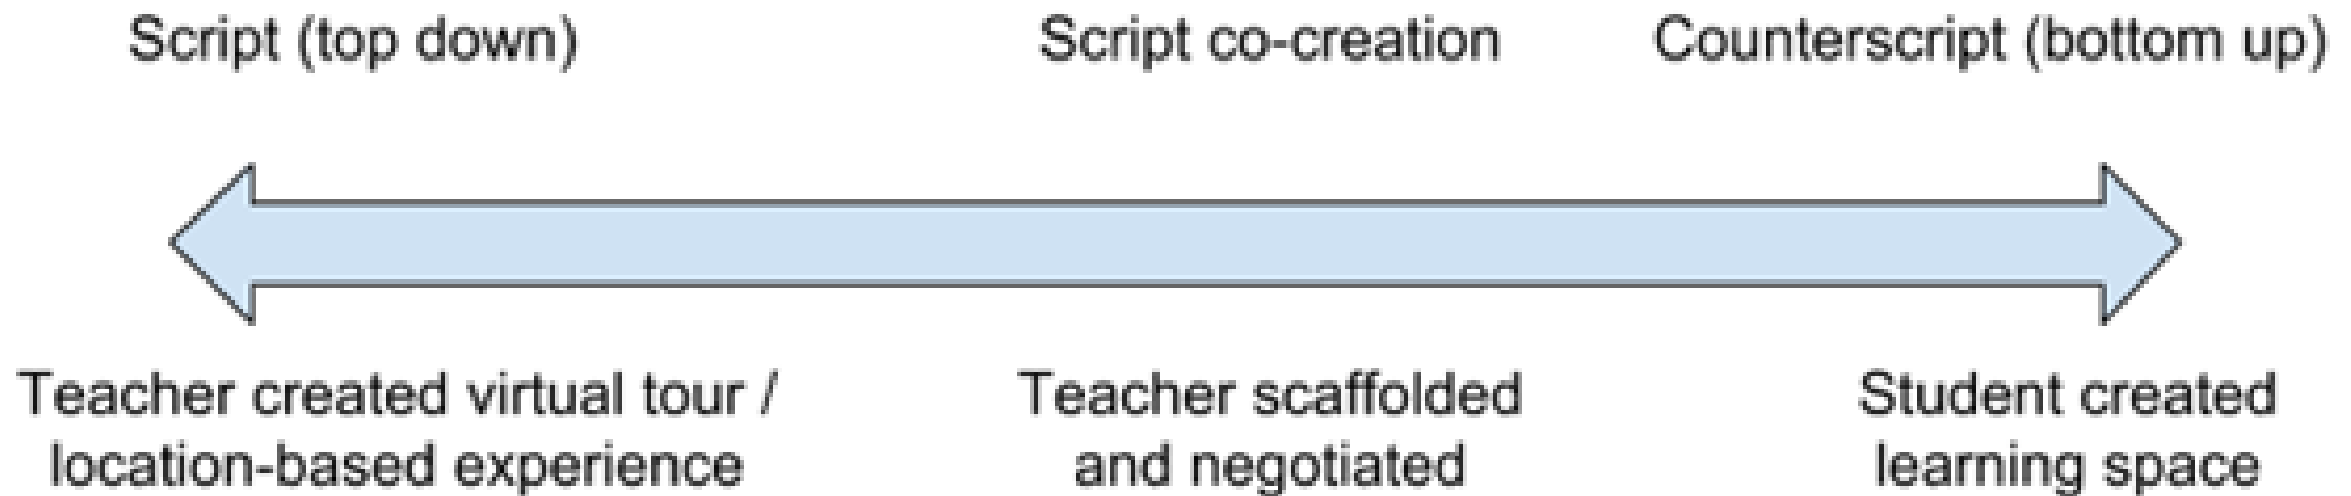 Script (top down)
Script co-creation
Counterscript (bottom up)
Teacher created virtual tour /
location-based experience
Teacher scaffolded
and negotiated
Student created
learning space